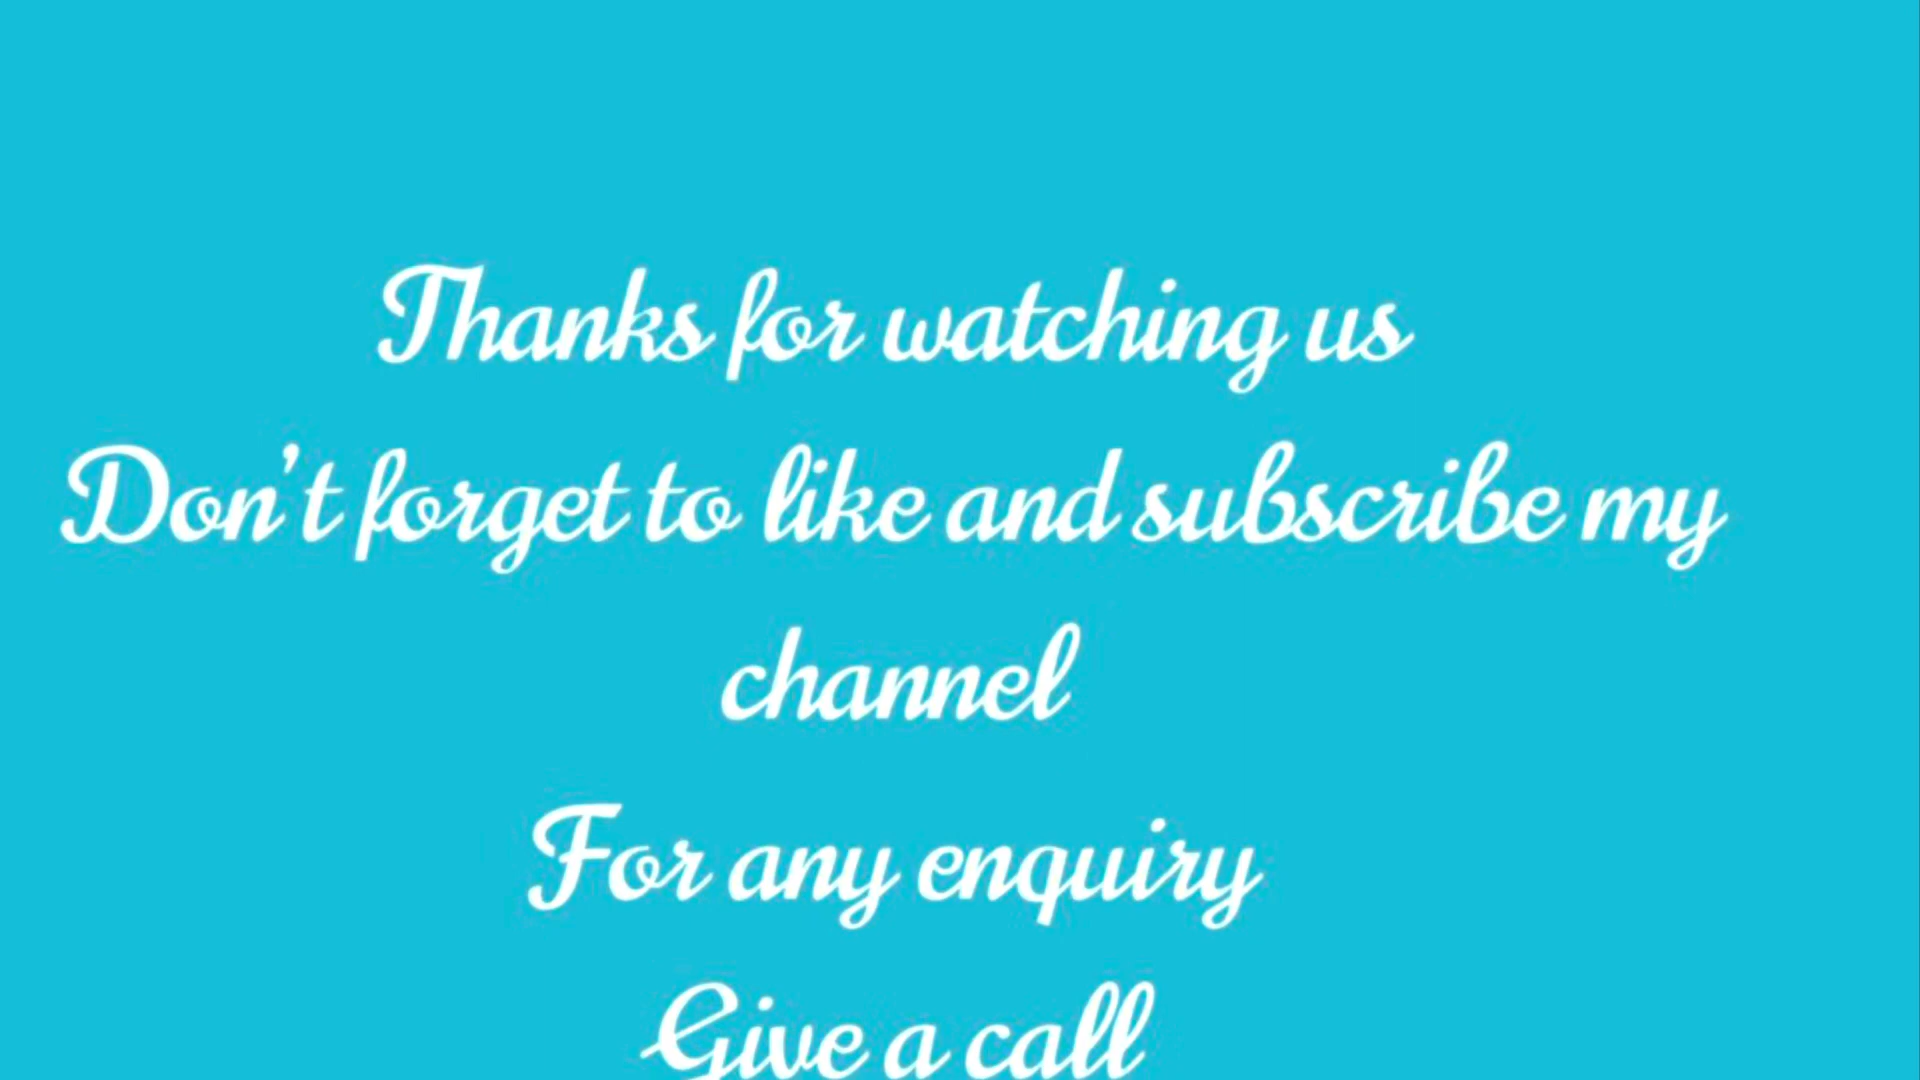 Thanks for watching us
Don't forget to like and subscribe my
channel
For any enquiry
Give a call